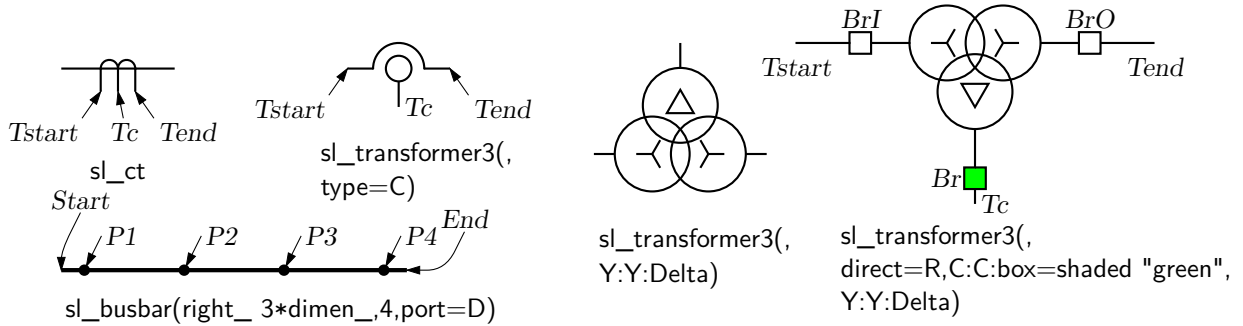 BrI
BrO
Tstart
Tend
Tstart
Tc
Tend
sl_ct
Tstart
Tc
Tend
sl_transformer3(,
type=C)
Br
Tc
Start
End
P1
P2
P3
P4
sl_busbar(right_ 3*dimen_,4,port=D)
sl_transformer3(,
Y:Y:Delta)
sl_transformer3(,
direct=R,C:C:box=shaded "green",
Y:Y:Delta)